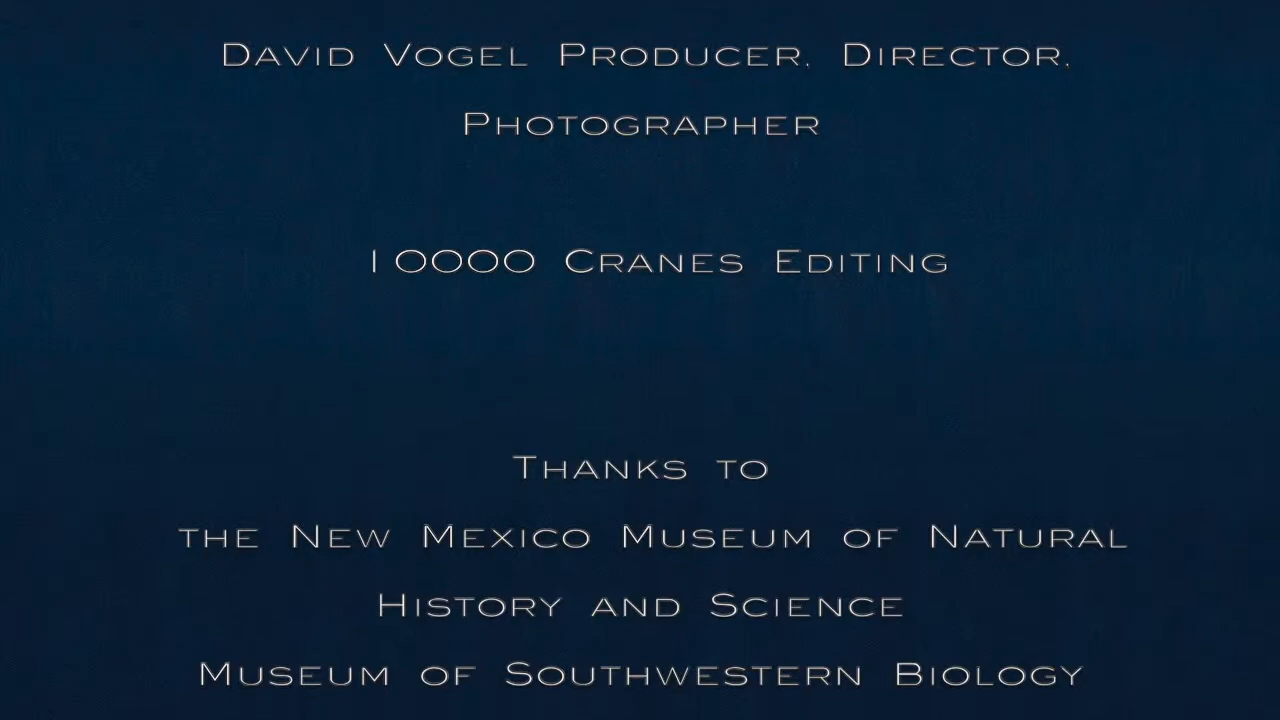 David Vogel Producer, Director,
Photographer
10000 Cranes Editing
Thanks to
the New Mexico Museum of Natural
History and Science
Museum of Southwestern Biology